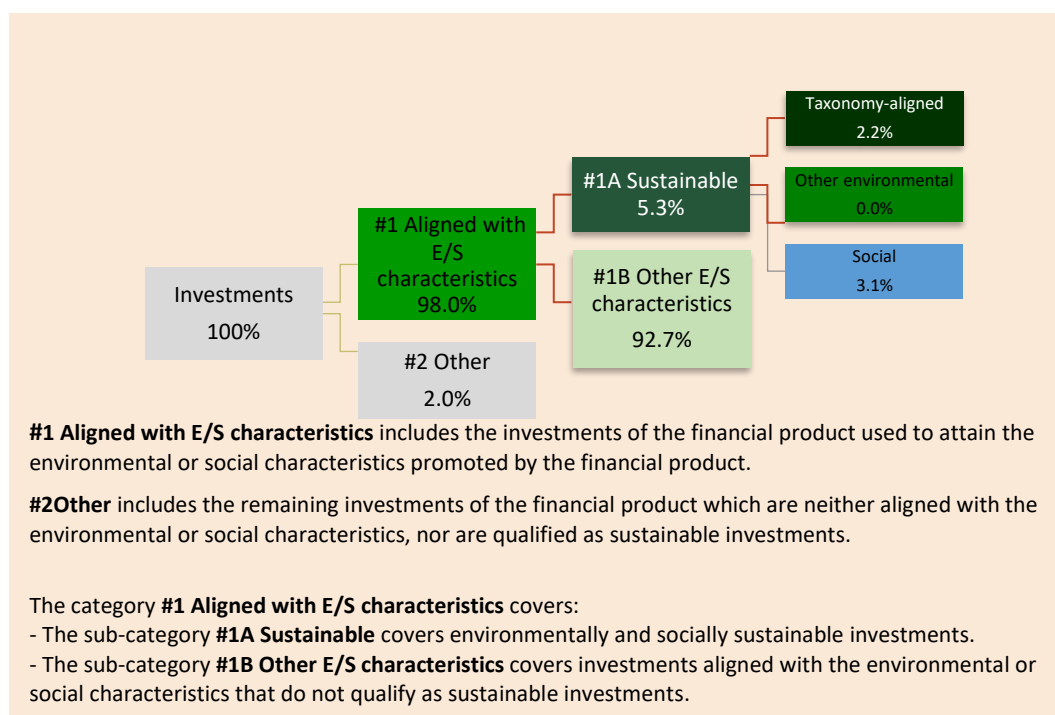 Taxonomy-aligned
2.2%
#1A Sustainable
5.3%
Other environmental
0.0%
#1 Aligned with
E/S
characteristics
98.0%
Social
3.1%
#1B Other E/S
characteristics
92.7%
Investments
100%
#2 Other
2.0%
#1 Aligned with E/S characteristics includes the investments of the financial product used to attain the
environmental or social characteristics promoted by the financial product.
#2Other includes the remaining investments of the financial product which are neither aligned with the
environmental or social characteristics, nor are qualified as sustainable investments.
The category #1 Aligned with E/S characteristics covers:
- The sub-category #1A Sustainable covers environmentally and socially sustainable investments.
- The sub-category #1B Other E/S characteristics covers investments aligned with the environmental or
social characteristics that do not qualify as sustainable investments.